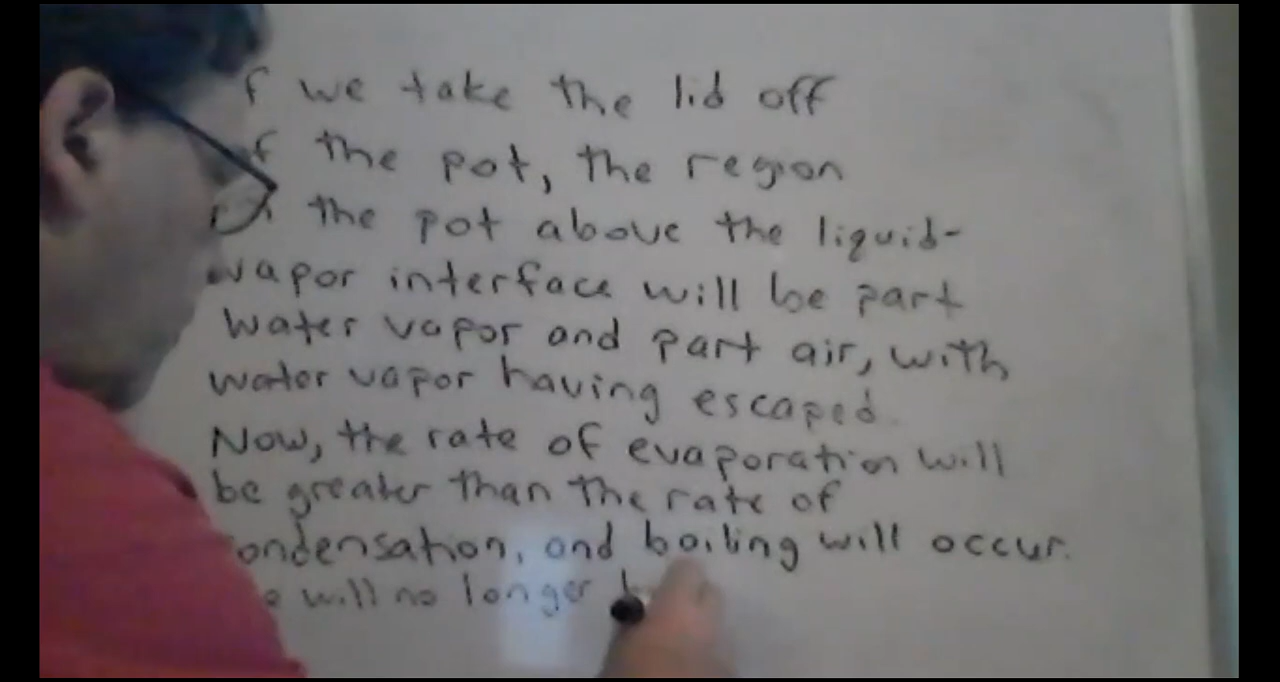 f we take the lid off
f the pot, the region
the pot above the liquid-
vapor interface will be part
water vapor and part air, with
water vapor having escaped.
Now, the rate of evaporation will
be greater than the rate of
ondensation, and boiling will occur.
e will no longer b